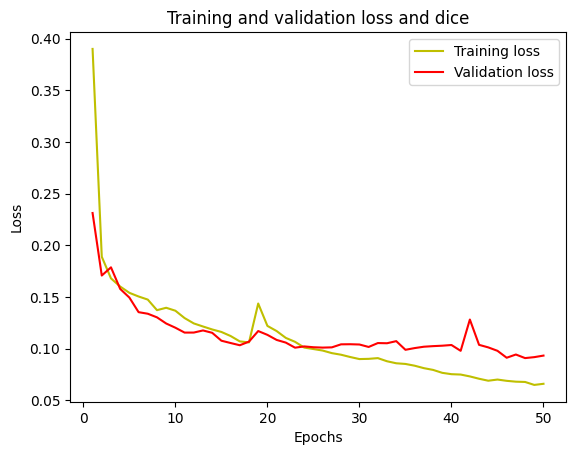 Training and validation loss and dice
Training loss
Validation loss
0.40
0.35
0.30
0.25
0.20
0.15
0.10
0.05
Loss
0 10 20 30 40 50
Epochs